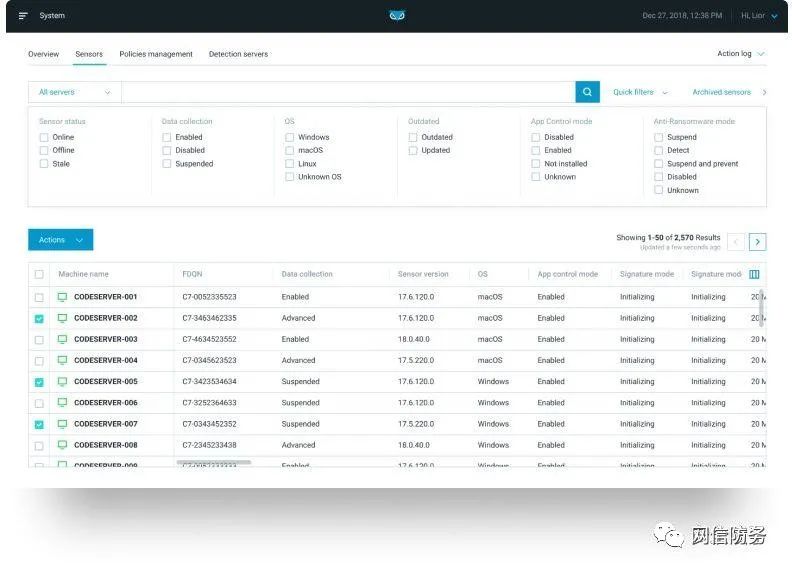 System Dec 27, 2018, 12:38 PM HI, Lior
Overview Sensors Policies management Detection servers Action log
All servers Quick filters Archived sensors
Sensor status Data collection OS Outdated App Control mode Anti-Ransomware mode
Online Enabled Windows Outdated Disabled Suspend
Offline Disabled macOS Updated Enabled Detect
Stale Suspended Linux Not installed Suspend and prevent
Unknown OS Unknown Disabled
Unknown
Actions Showing 1-50 of 2,570 Results
Updated a few seconds ago
Machine name FDQN Data collection Sensor version OS App control mode Signature mode Signature mod
CODESERVER-001 C7-0052335523 Enabled 17.6.120.0 macOS Enabled Initializing Initializing 20 M
CODESERVER-002 C7-3463462335 Advanced 17.6.120.0 macOS Enabled Initializing Initializing 20 M
CODESERVER-003 C7-4634523552 Enabled 18.0.40.0 macOS Enabled Initializing Initializing 20 M
CODESERVER-004 C7-0345623523 Advanced 17.5.220.0 macOS Enabled Initializing Initializing 20 M
CODESERVER-005 C7-3423534634 Suspended 17.6.120.0 Windows Enabled Initializing Initializing 20 M
CODESERVER-006 C7-3252364633 Suspended 17.6.120.0 Windows Enabled Initializing Initializing 20 M
CODESERVER-007 C7-0343452352 Suspended 17.5.220.0 Windows Enabled Initializing Initializing 20 M
CODESERVER-008 C7-2345233438 Advanced 18.0.40.0 Windows Enabled Initializing Initializing 20 M
CODESERVER-009 Enabled 17.6.120.0 Windows Enabled Initializing Initializing 20 M
网信防务